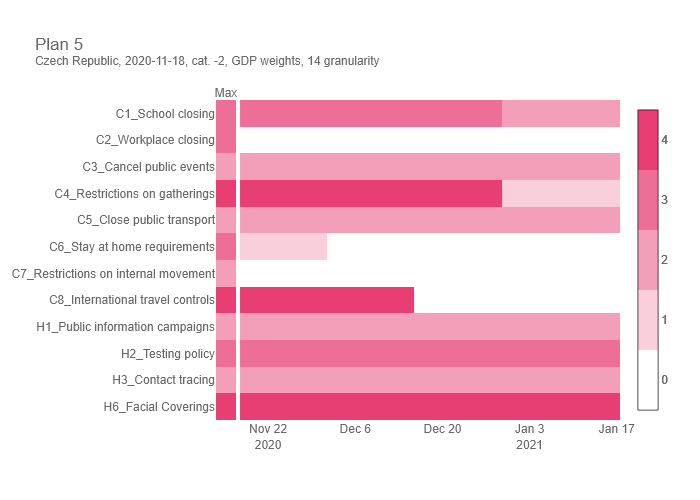 Plan 5
Czech Republic, 2020-11-18, cat. -2, GDP weights, 14 granularity
Max
C1_School closing
C2_Workplace closing
C3_Cancel public events
C4_Restrictions on gatherings
C5_Close public transport
C6_Stay at home requirements
C7_Restrictions on internal movement
C8_International travel controls
H1_Public information campaigns
H2_Testing policy
H3_Contact tracing
H6_Facial Coverings
4
3
2
1
0
Nov 22 Dec 6 Dec 20 Jan 3 Jan 17
2020 2021